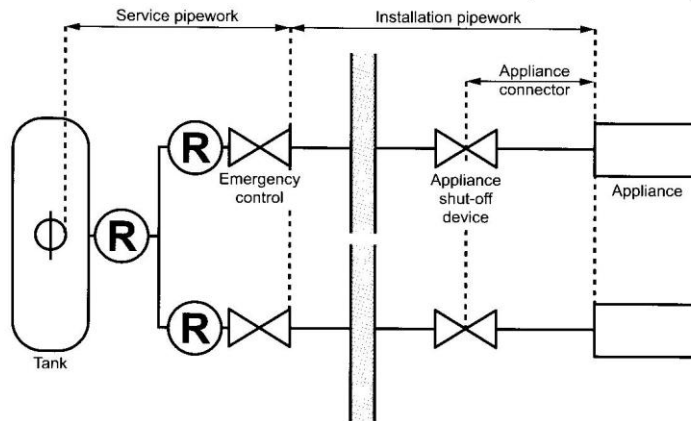 Service pipework
Installation pipework
Appliance
connector
R
R
Emergency
control
Appliance
shut-off
device
Appliance
R
Tank